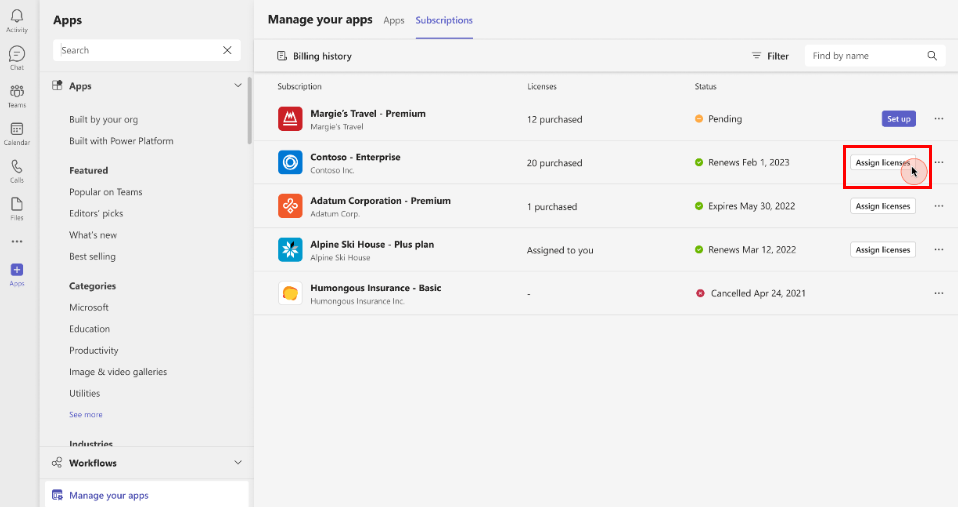 Activity
Chat
Teams
Calendar
Calls
Files
Apps
Apps
Search
Apps
Built by your org
Built with Power Platform
Featured
Popular on Teams
Editors' picks
What's new
Best selling
Categories
Microsoft
Education
Productivity
Image & video galleries
Utilities
See more
Industries
Workflows
Manage your apps
Manage your apps Apps Subscriptions
Billing history Filter Find by name
Subscription Licenses Status
Margie's Travel - Premium
Margie's Travel
12 purchased Pending Set up
Contoso - Enterprise
Contoso Inc.
20 purchased Renews Feb 1, 2023 Assign licenses
Adatum Corporation - Premium
Adatum Corp.
1 purchased Expires May 30, 2022 Assign licenses
Alpine Ski House - Plus plan
Alpine Ski House
Assigned to you Renews Mar 12, 2022 Assign licenses
Humongous Insurance - Basic
Humongous Insurance Inc.
- Cancelled Apr 24, 2021